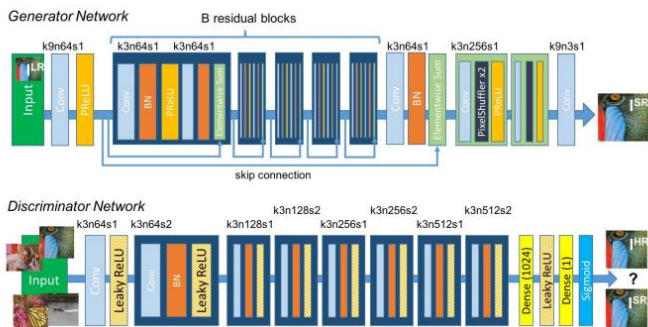 Generator Network
B residual blocks
k9n64s1
k3n64s1
k3n64s1
k3n64s1
k3n256s1
k9n3s1
I^LR
Input
Conv
PReLU
Conv
BN
PReLU
Elementwise Sum
Conv
BN
Elementwise Sum
Conv
PixelShuffler x2
PReLU
Conv
I^SR
skip connection
Discriminator Network
k3n64s1
k3n64s2
k3n128s1
k3n128s2
k3n256s1
k3n256s2
k3n512s1
k3n512s2
Input
Conv
Leaky ReLU
Conv
BN
Leaky ReLU
Dense (1024)
Leaky ReLU
Dense (1)
Sigmoid
I^HR
?
I^SR